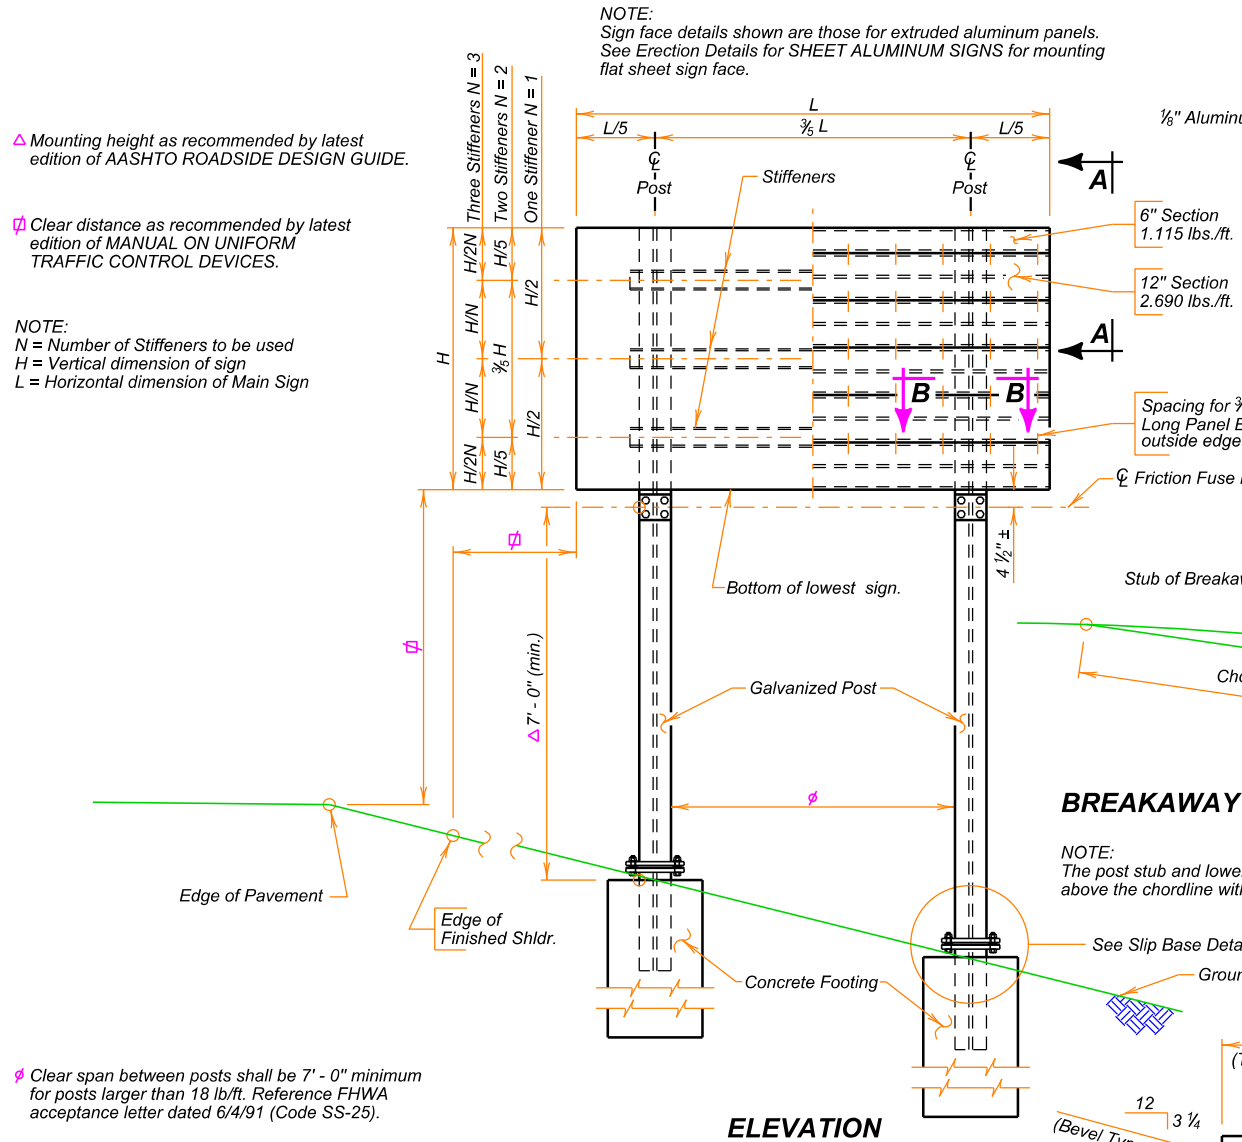 NOTE:
Sign face details shown are those for extruded aluminum panels.
See Erection Details for SHEET ALUMINUM SIGNS for mounting
flat sheet sign face.
Three Stiffeners N = 3
Two Stiffeners N = 2
One Stiffener N = 1
L
L/5
⅗ L
L/5
℄
Post
℄
Post
Stiffeners
⅛" Aluminu
A
△ Mounting height as recommended by latest
edition of AASHTO ROADSIDE DESIGN GUIDE.
Clear distance as recommended by latest
edition of MANUAL ON UNIFORM
TRAFFIC CONTROL DEVICES.
6" Section
1.115 lbs./ft.
12" Section
2.690 lbs./ft.
NOTE:
N = Number of Stiffeners to be used
H = Vertical dimension of sign
L = Horizontal dimension of Main Sign
H
H/2N
H/N
H/N
H/2N
H/5
⅗ H
H/5
H/2
H/2
A
B
B
Spacing for ⅜
Long Panel B
outside edge
℄ Friction Fuse
4 ½" ±
Bottom of lowest sign.
Stub of Breakaw
Cho
△ 7' - 0" (min.)
Galvanized Post
ø
BREAKAWAY
NOTE:
The post stub and lowe
above the chordline with
Edge of Pavement
Edge of
Finished Shldr.
See Slip Base Deta
Groun
Concrete Footing
ø Clear span between posts shall be 7' - 0" minimum
for posts larger than 18 lb/ft. Reference FHWA
acceptance letter dated 6/4/91 (Code SS-25).
ELEVATION
12
3 ¼
(Bevel Typ